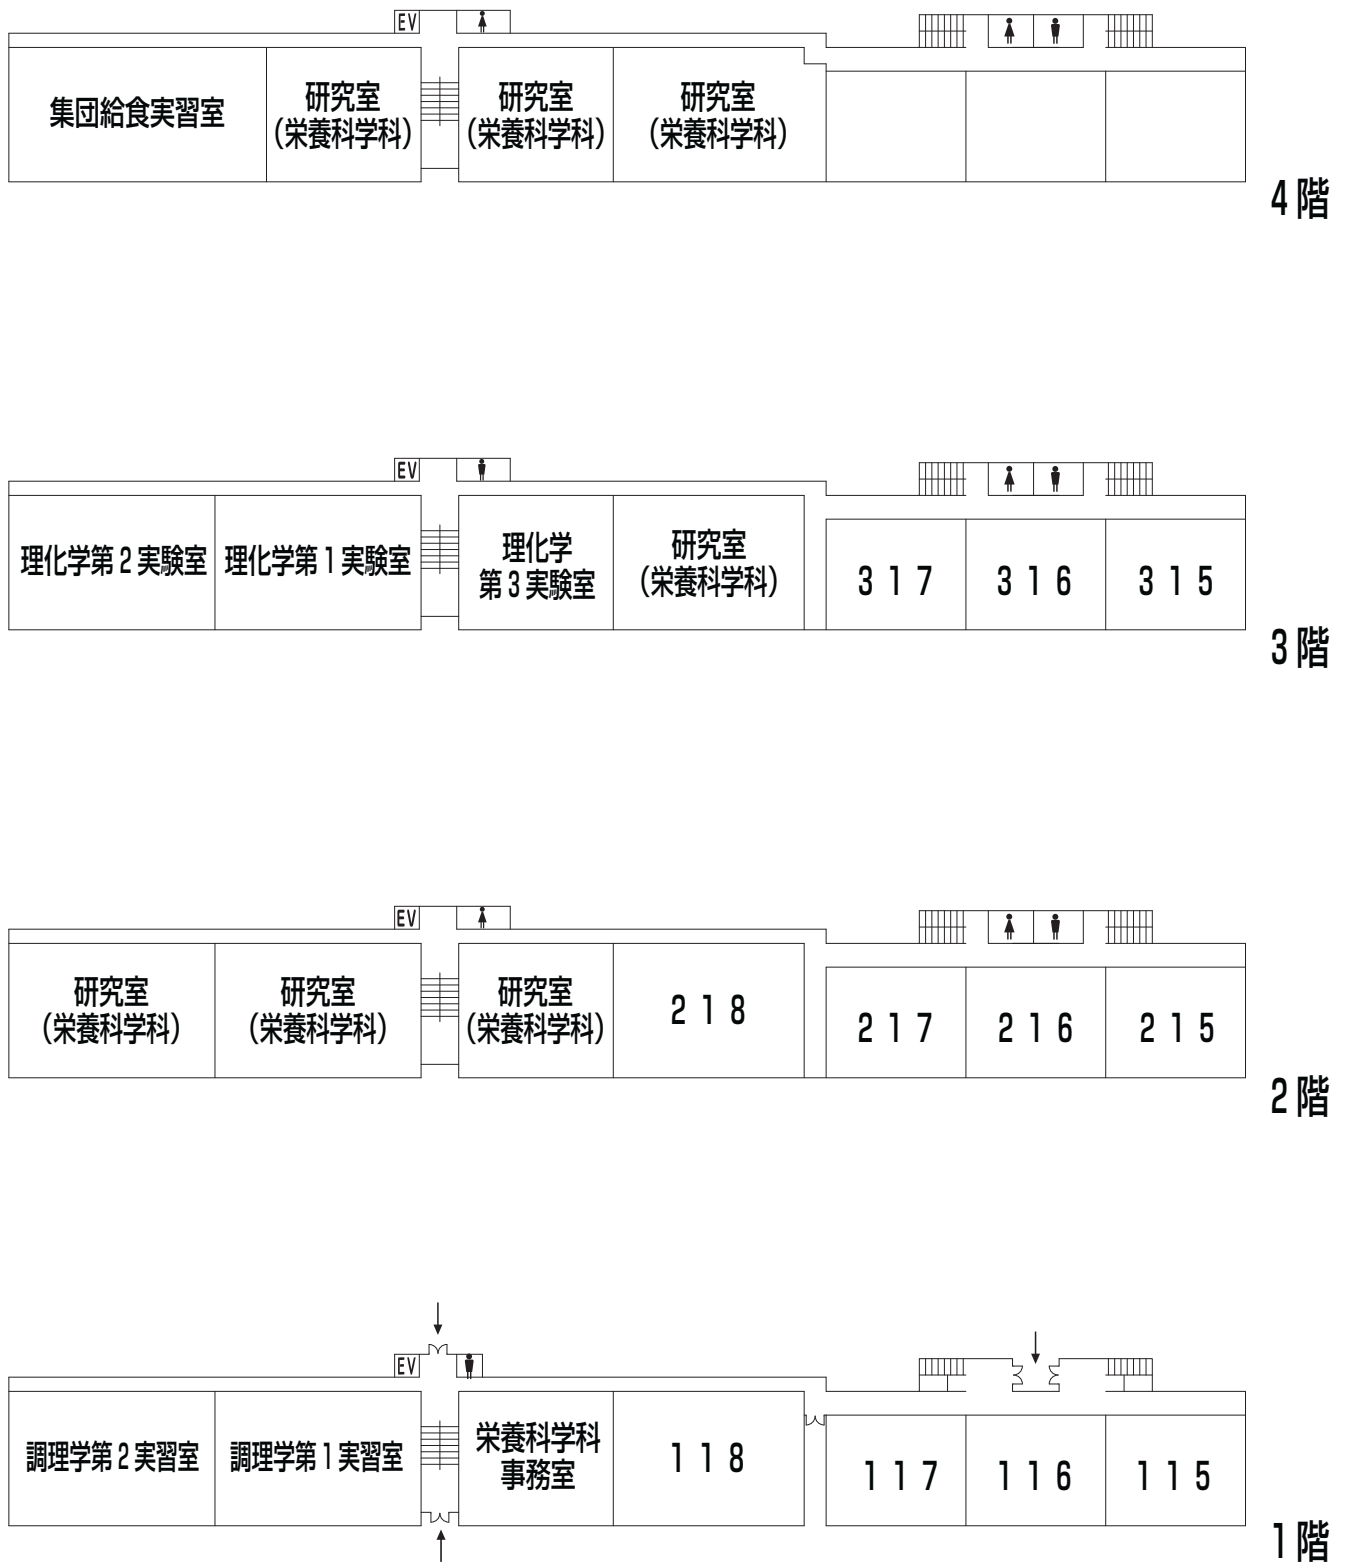 EV
集団給食実習室
研究室
(栄養科学科)
研究室
(栄養科学科)
研究室
(栄養科学科)
4階
EV
理化学第2実験室
理化学第1実験室
理化学
第3実験室
研究室
(栄養科学科)
317
316
315
3階
EV
研究室
(栄養科学科)
研究室
(栄養科学科)
研究室
(栄養科学科)
218
217
216
215
2階
EV
調理学第2実習室
調理学第1実習室
栄養科学科
事務室
118
117
116
115
1階